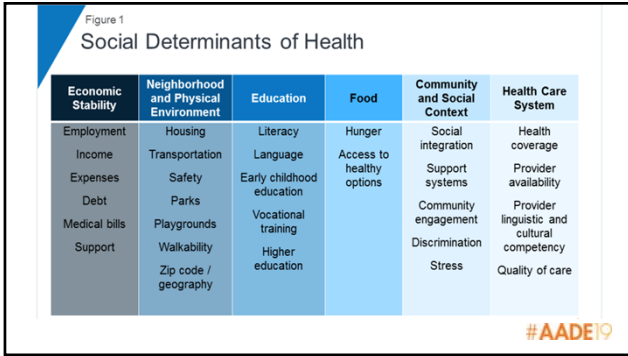 Figure 1
Social Determinants of Health
Economic
Stability
Neighborhood
and Physical
Environment
Education
Food
Community
and Social
Context
Health Care
System
Employment
Income
Expenses
Debt
Medical bills
Support
Housing
Transportation
Safety
Parks
Playgrounds
Walkability
Zip code /
geography
Literacy
Language
Early childhood
education
Vocational
training
Higher
education
Hunger
Access to
healthy
options
Social
integration
Support
systems
Community
engagement
Discrimination
Stress
Health
coverage
Provider
availability
Provider
linguistic and
cultural
competency
Quality of care
#AADE19